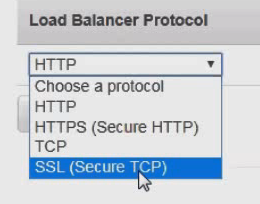 Load Balancer Protocol
HTTP
Choose a protocol
HTTP
HTTPS (Secure HTTP)
TCP
SSL (Secure TCP)